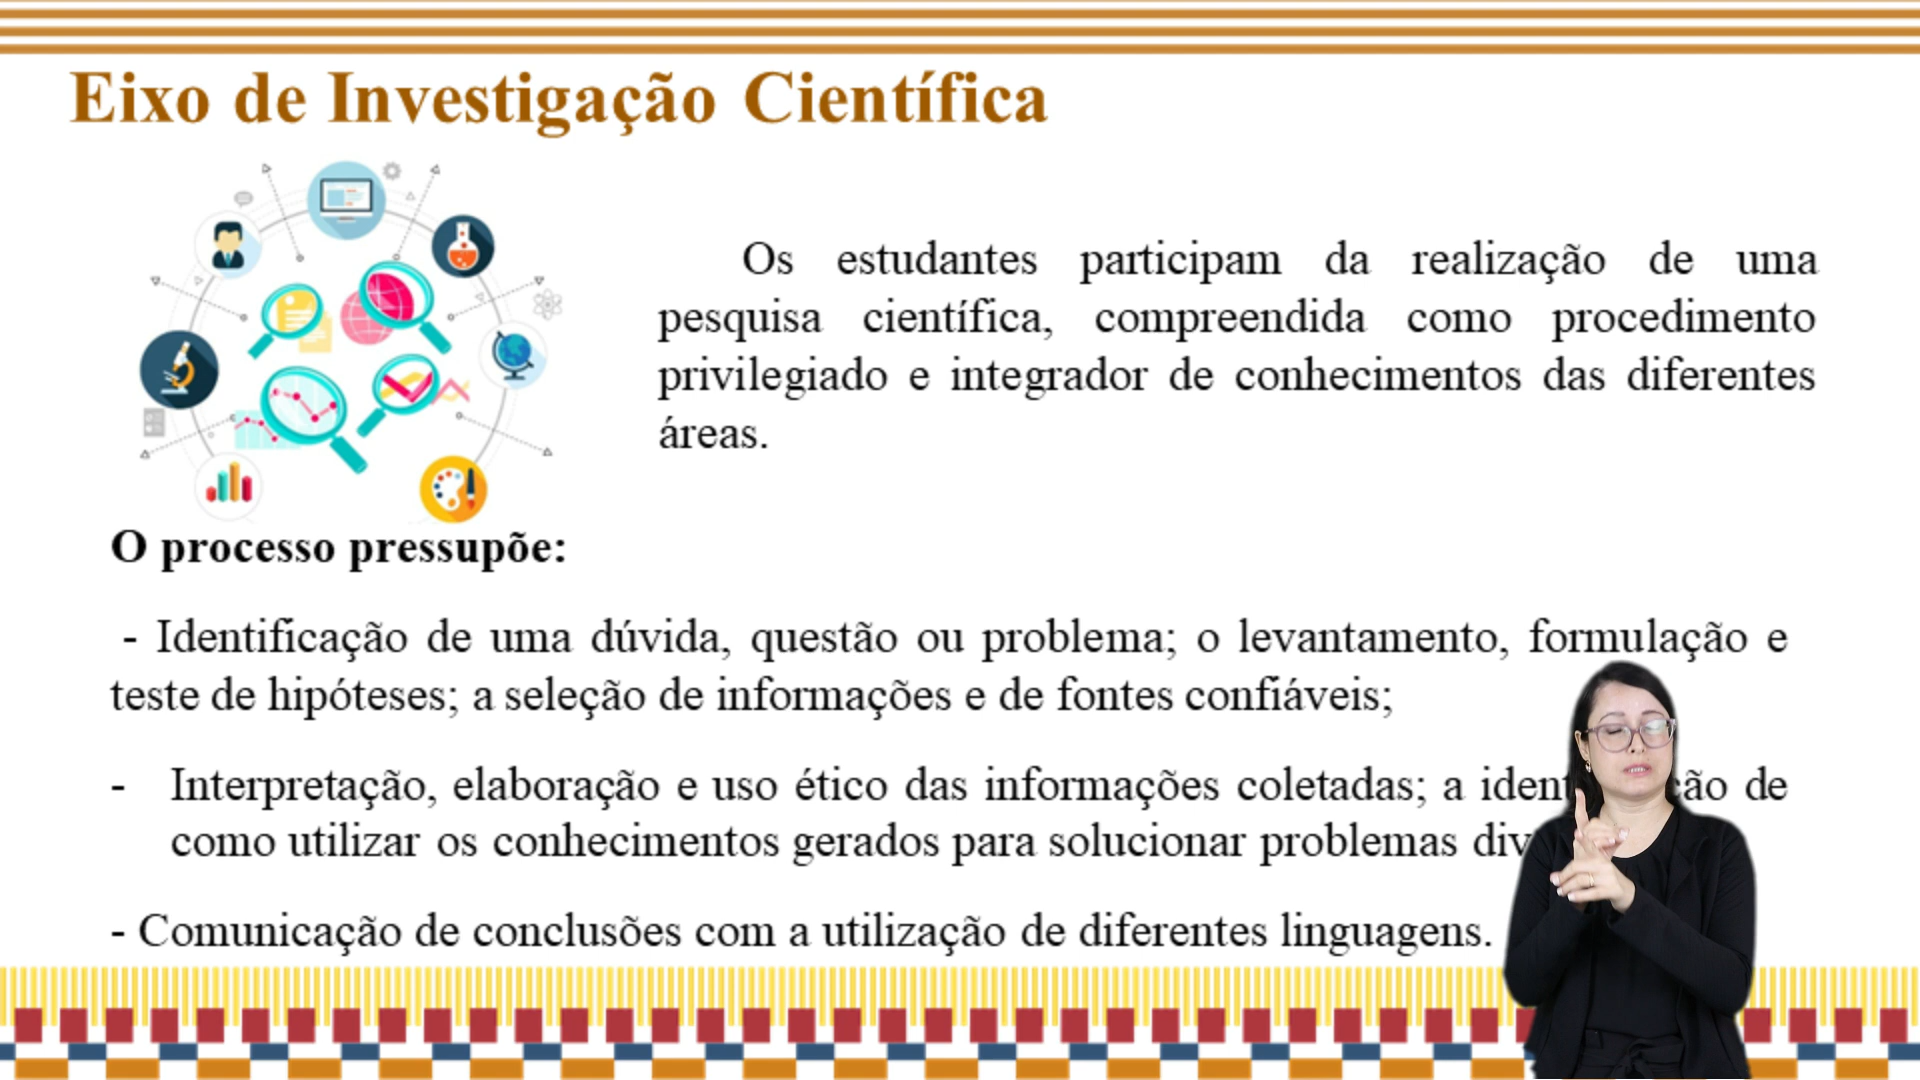 Eixo de Investigação Científica
Os estudantes participam da realização de uma
pesquisa científica, compreendida como procedimento
privilegiado e integrador de conhecimentos das diferentes
áreas.
O processo pressupõe:
- Identificação de uma dúvida, questão ou problema; o levantamento, formulação e
teste de hipóteses; a seleção de informações e de fontes confiáveis;
- Interpretação, elaboração e uso ético das informações coletadas; a de
como utilizar os conhecimentos gerados para solucionar problemas
- Comunicação de conclusões com a utilização de diferentes linguagens.